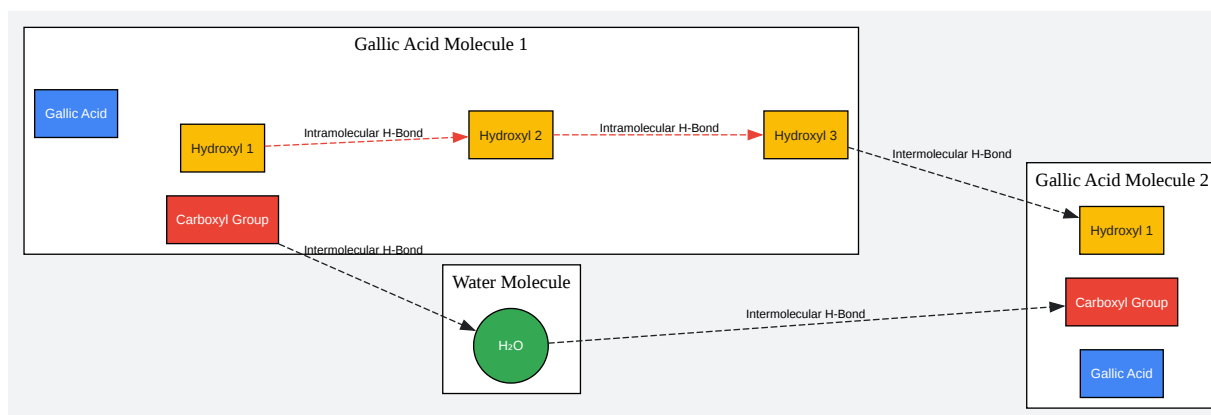 Gallic Acid Molecule 1
Gallic Acid
Hydroxyl 1
Intramolecular H-Bond
Hydroxyl 2
Intramolecular H-Bond
Hydroxyl 3
Intermolecular H-Bond
Carboxyl Group
Intermolecular H-Bond
Gallic Acid Molecule 2
Hydroxyl 1
Water Molecule
H₂O
Intermolecular H-Bond
Carboxyl Group
Gallic Acid